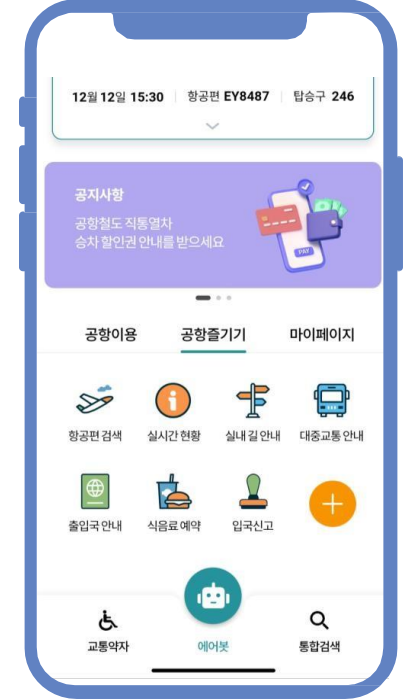 12월 12일 15:30 항공편 EY8487 탑승구 246
공지사항
공항철도 직통열차
승차 할인권 안내를 받으세요
PAY
공항이용 공항즐기기 마이페이지
항공편 검색 실시간 현황 실내 길 안내 대중교통 안내
출입국 안내 식음료 예약 입국신고
교통약자 에어봇 통합검색